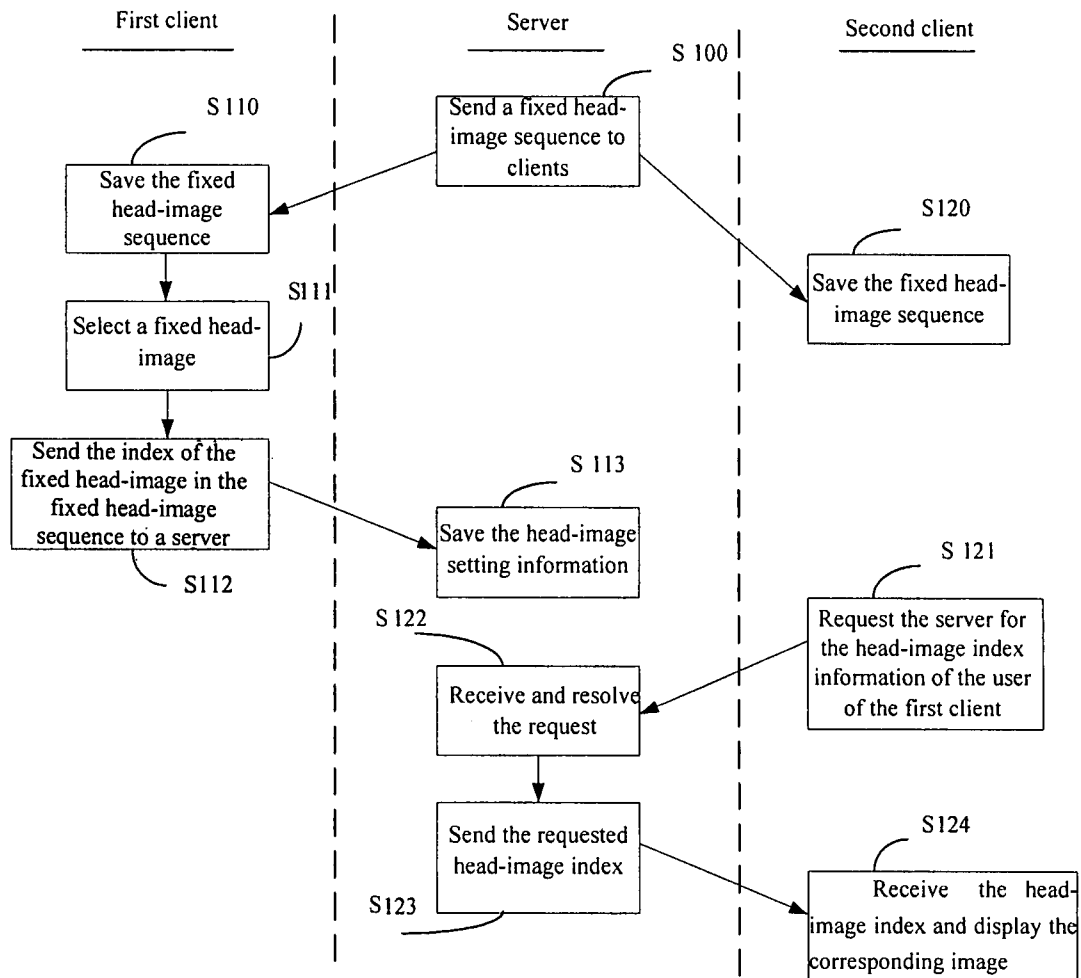 First client
Server
Second client
S 100
Send a fixed head-
image sequence to
clients
S 110
Save the fixed
head-image
sequence
S120
Save the fixed head-
image sequence
S111
Select a fixed head-
image
Send the index of the
fixed head-image in the
fixed head-image
sequence to a server
S112
S 113
Save the head-image
setting information
S 121
Request the server for
the head-image index
information of the user
of the first client
S122
Receive and resolve
the request
Send the requested
head-image index
S123
S124
Receive the head-
image index and display the
corresponding image